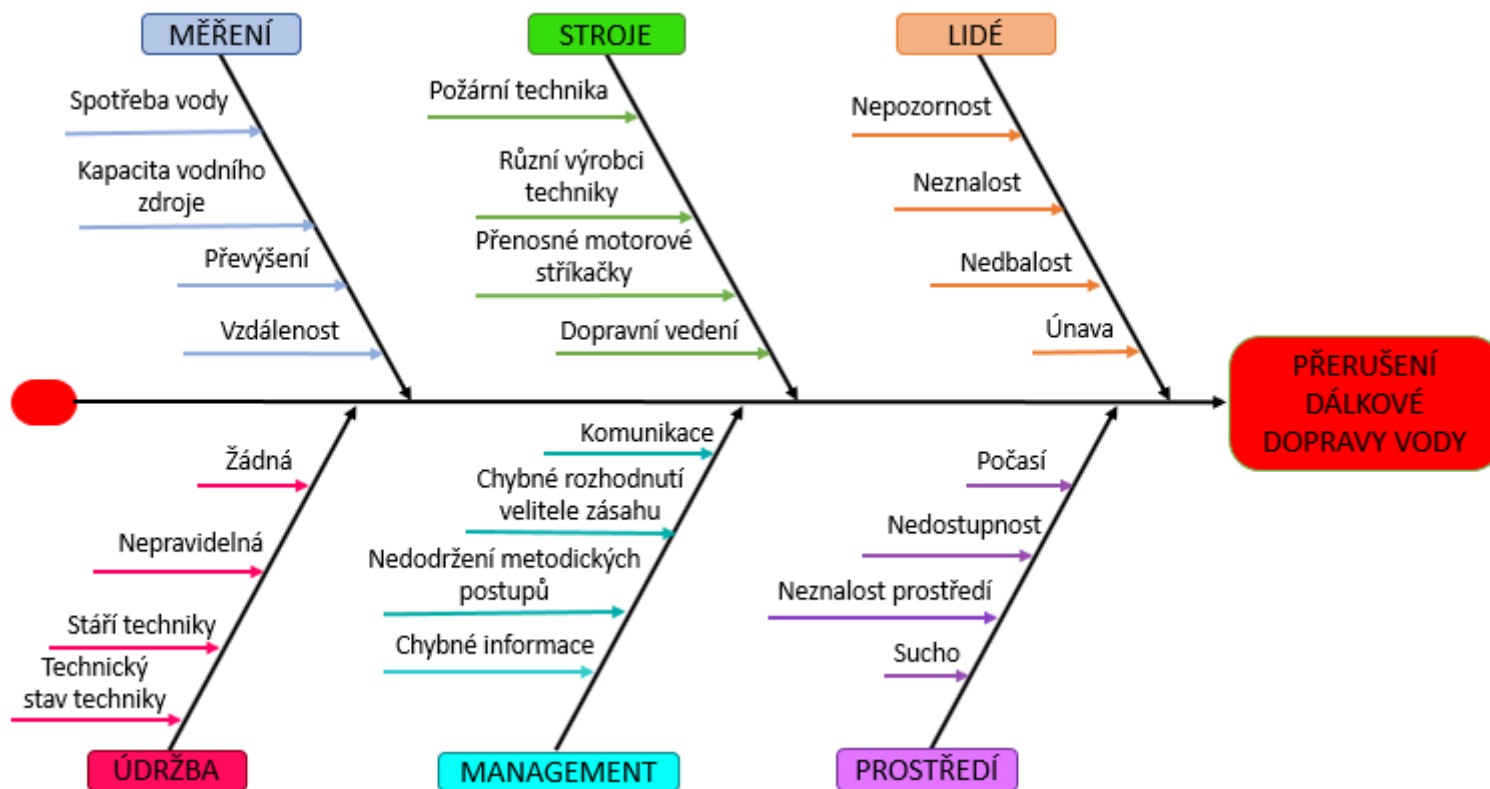 MĚŘENÍ
Spotřeba vody
Kapacita vodního
zdroje
Převýšení
Vzdálenost
STROJE
Požární technika
Různí výrobci
techniky
Přenosné motorové
stříkačky
Dopravní vedení
LIDÉ
Nepozornost
Neznalost
Nedbalost
Únava
PŘERUŠENÍ
DÁLKOVÉ
DOPRAVY VODY
Žádná
Nepravidelná
Stáří techniky
Technický
stav techniky
ÚDRŽBA
Komunikace
Chybné rozhodnutí
velitele zásahu
Nedodržení metodických
postupů
Chybné informace
MANAGEMENT
Počasí
Nedostupnost
Neznalost prostředí
Sucho
PROSTŘEDÍ